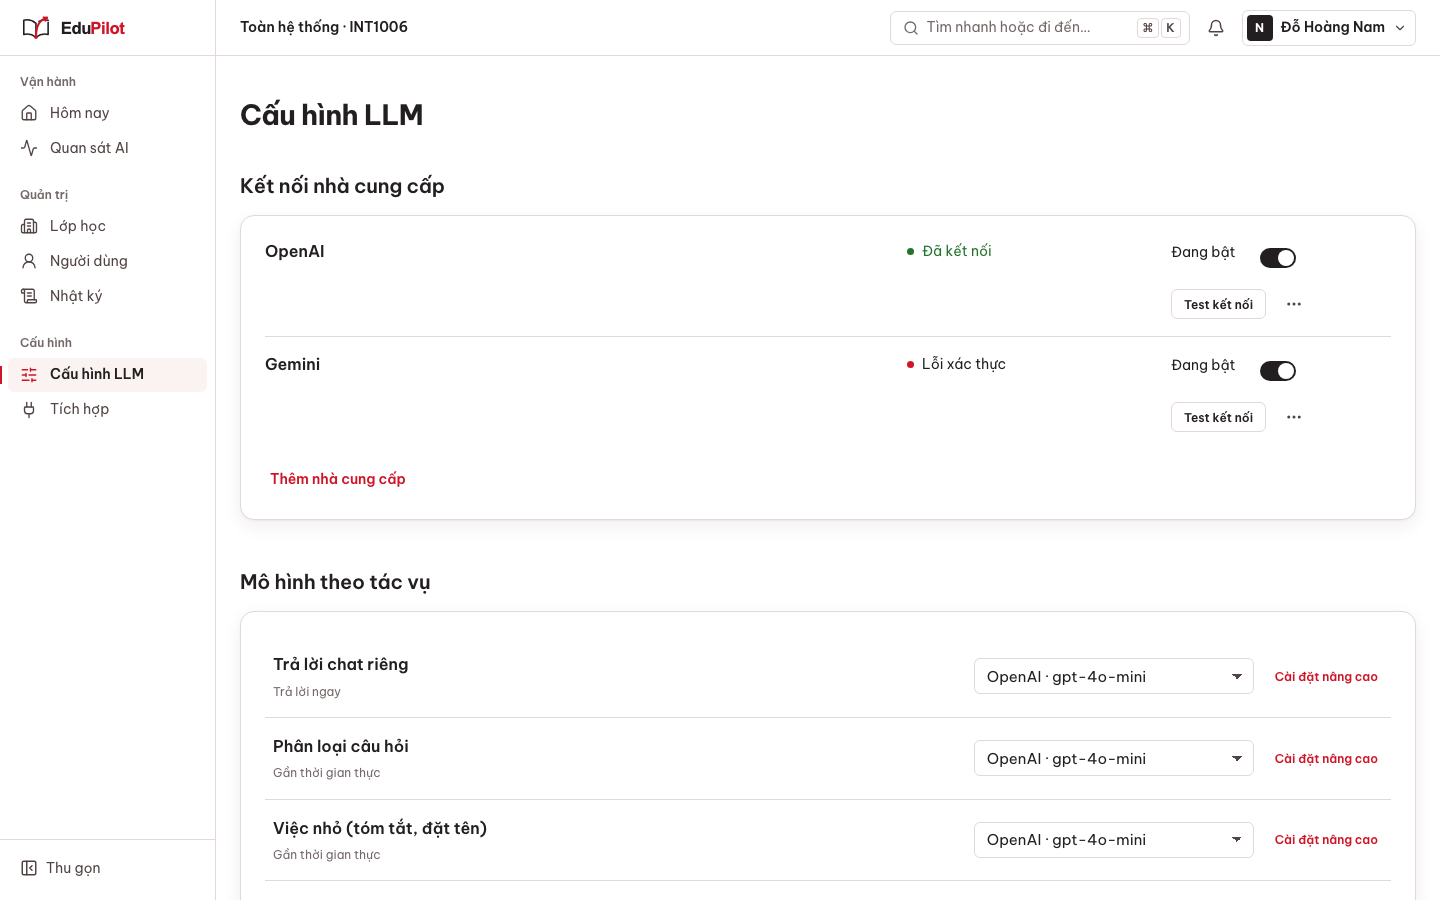 EduPilot
Toàn hệ thống · INT1006
Tìm nhanh hoặc đi đến...
⌘ K
N
Đỗ Hoàng Nam
Vận hành
Hôm nay
Quan sát AI
Quản trị
Lớp học
Người dùng
Nhật ký
Cấu hình
Cấu hình LLM
Tích hợp
Thu gọn
Cấu hình LLM
Kết nối nhà cung cấp
OpenAI
Đã kết nối
Đang bật
Test kết nối
Gemini
Lỗi xác thực
Đang bật
Test kết nối
Thêm nhà cung cấp
Mô hình theo tác vụ
Trả lời chat riêng
Trả lời ngay
OpenAI · gpt-4o-mini
Cài đặt nâng cao
Phân loại câu hỏi
Gần thời gian thực
OpenAI · gpt-4o-mini
Cài đặt nâng cao
Việc nhỏ (tóm tắt, đặt tên)
Gần thời gian thực
OpenAI · gpt-4o-mini
Cài đặt nâng cao